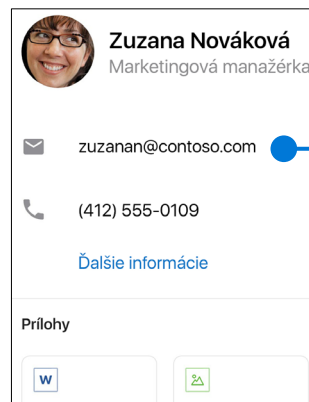 Zuzana Nováková
Marketingová manažérka
zuzanan@contoso.com
(412) 555-0109
Ďalšie informácie
Prílohy
W